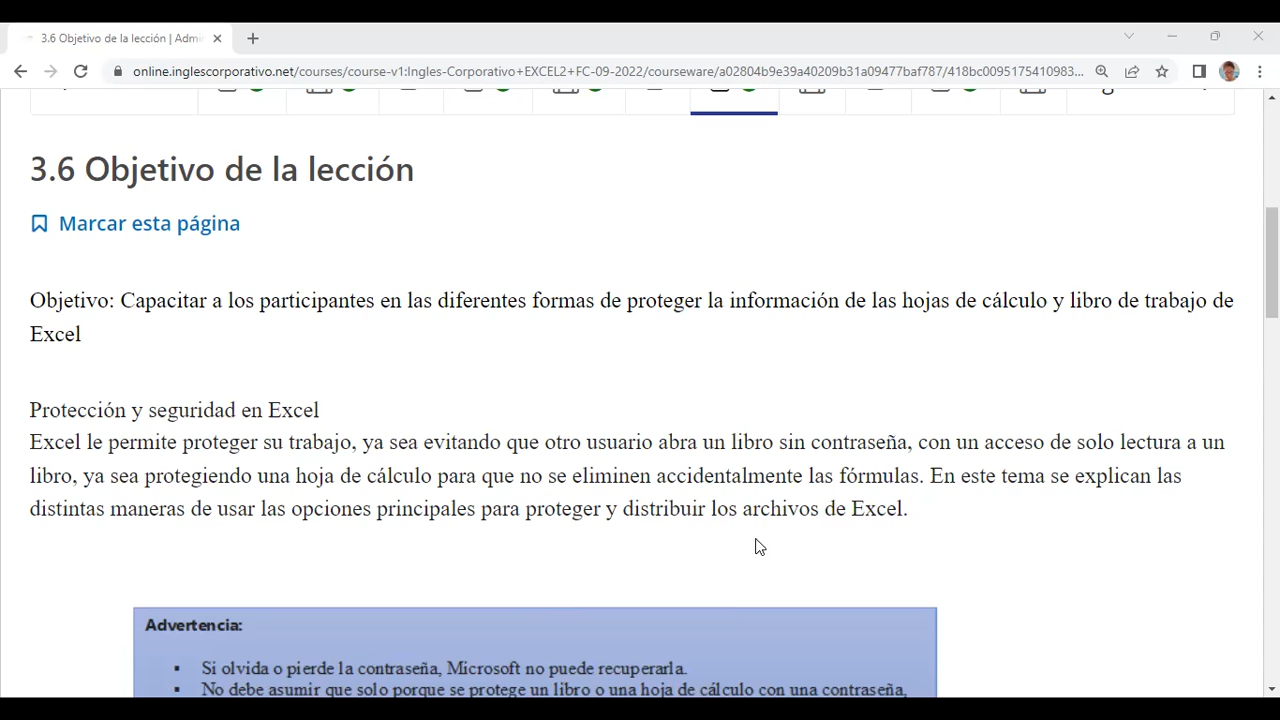 3.6 Objetivo de la lección | Admi
online.inglescorporativo.net/courses/course-v1:Ingles-Corporativo+EXCEL2+FC-09-2022/courseware/a02804b9e39a40209b31a09477baf787/418bc0095175410983...
3.6 Objetivo de la lección
Marcar esta página
Objetivo: Capacitar a los participantes en las diferentes formas de proteger la información de las hojas de cálculo y libro de trabajo de
Excel
Protección y seguridad en Excel
Excel le permite proteger su trabajo, ya sea evitando que otro usuario abra un libro sin contraseña, con un acceso de solo lectura a un
libro, ya sea protegiendo una hoja de cálculo para que no se eliminen accidentalmente las fórmulas. En este tema se explican las
distintas maneras de usar las opciones principales para proteger y distribuir los archivos de Excel.
Advertencia:
▪ Si olvida o pierde la contraseña, Microsoft no puede recuperarla.
▪ No debe asumir que solo porque se protege un libro o una hoja de cálculo con una contraseña,